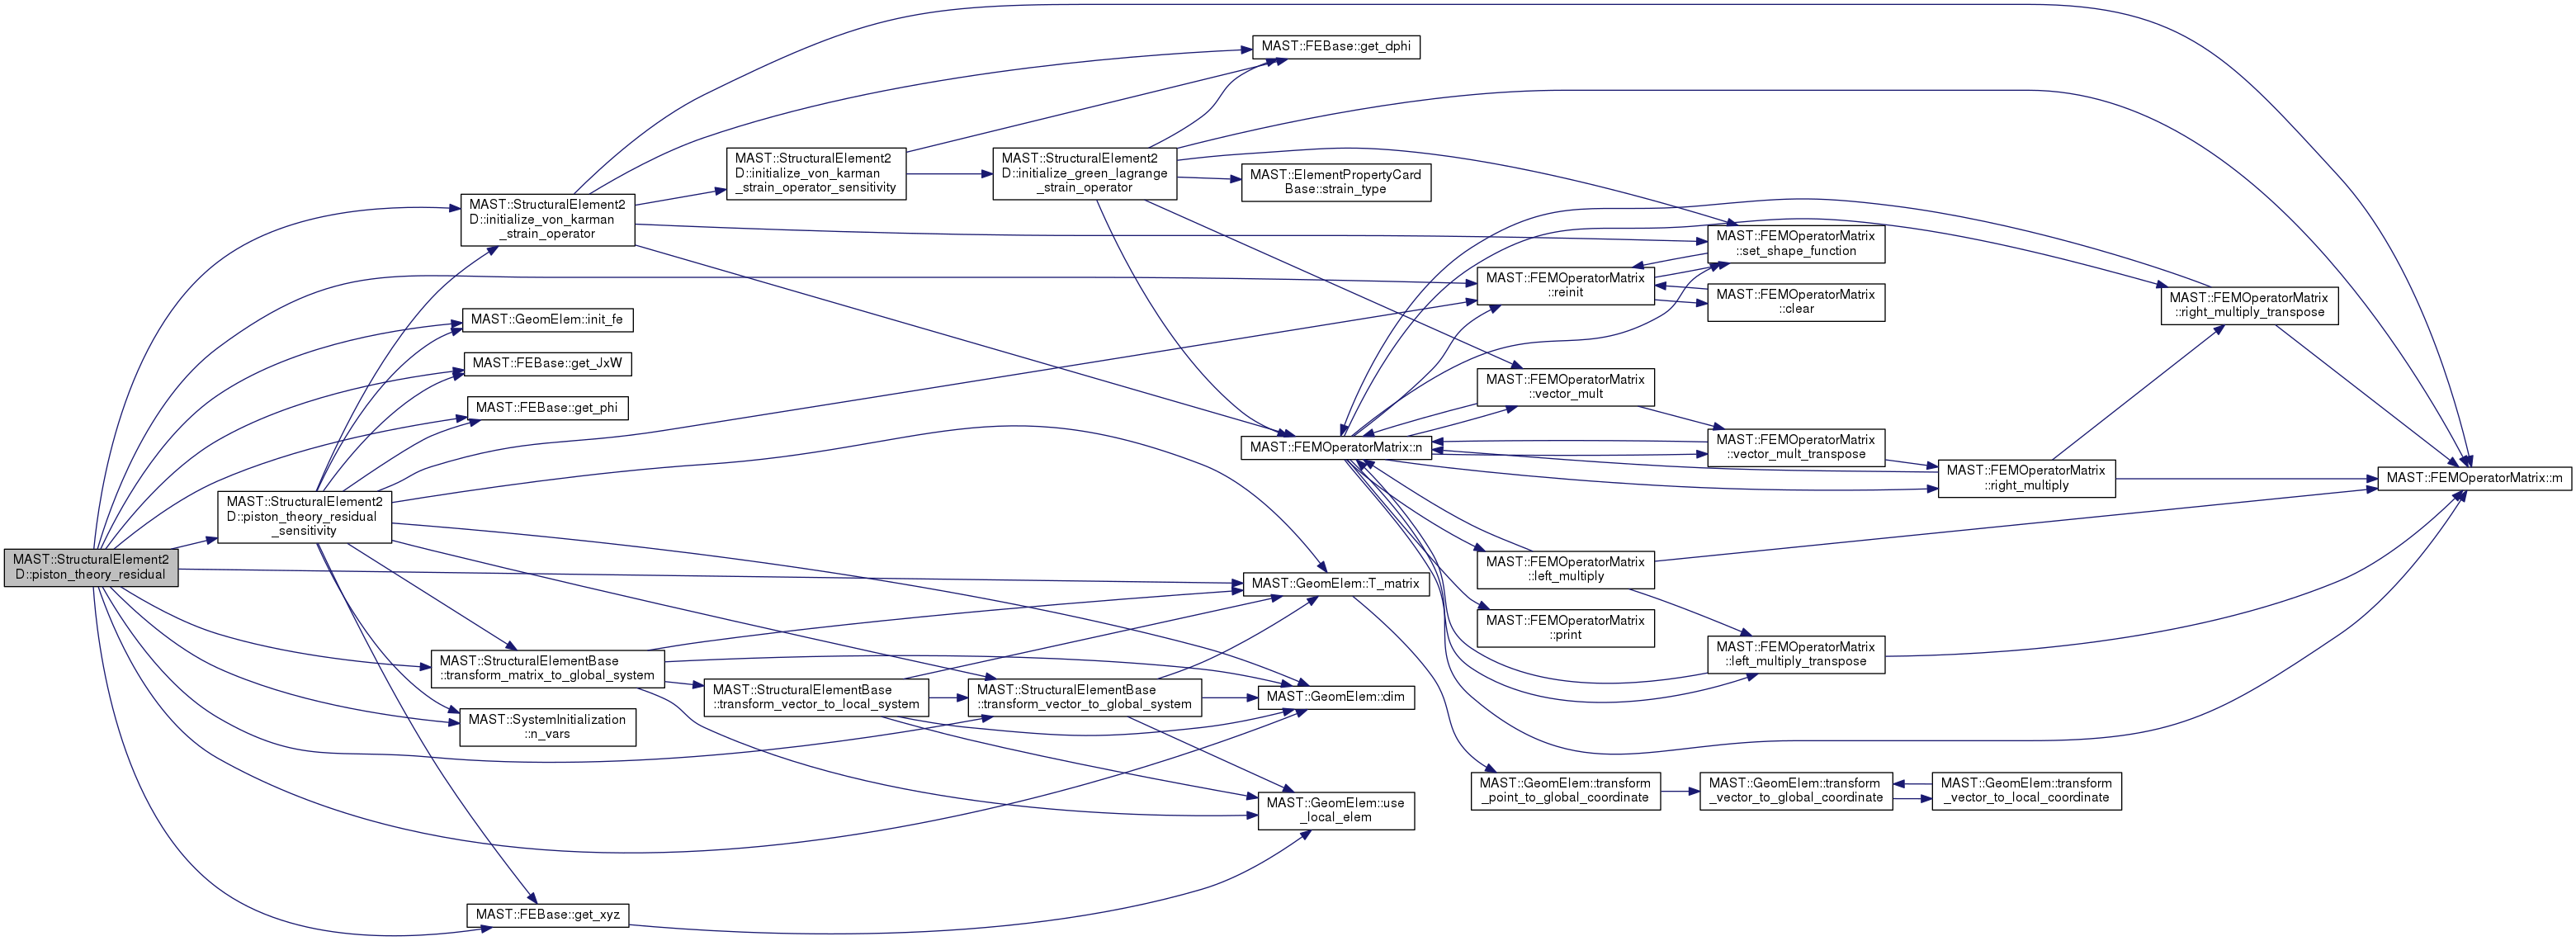 MAST::StructuralElement2
D::piston_theory_residual
MAST::StructuralElement2
D::piston_theory_residual
_sensitivity
MAST::StructuralElement2
D::initialize_von_karman
_strain_operator
MAST::GeomElem::init_fe
MAST::FEBase::get_JxW
MAST::FEBase::get_phi
MAST::StructuralElementBase
::transform_matrix_to_global_system
MAST::SystemInitialization
::n_vars
MAST::FEBase::get_xyz
MAST::StructuralElement2
D::initialize_von_karman
_strain_operator_sensitivity
MAST::StructuralElementBase
::transform_vector_to_local_system
MAST::StructuralElement2
D::initialize_green_lagrange
_strain_operator
MAST::StructuralElementBase
::transform_vector_to_global_system
MAST::FEBase::get_dphi
MAST::ElementPropertyCard
Base::strain_type
MAST::FEMOperatorMatrix::n
MAST::GeomElem::T_matrix
MAST::GeomElem::dim
MAST::GeomElem::use
_local_elem
MAST::FEMOperatorMatrix
::reinit
MAST::FEMOperatorMatrix
::vector_mult
MAST::FEMOperatorMatrix
::left_multiply
MAST::FEMOperatorMatrix
::print
MAST::GeomElem::transform
_point_to_global_coordinate
MAST::FEMOperatorMatrix
::set_shape_function
MAST::FEMOperatorMatrix
::clear
MAST::FEMOperatorMatrix
::vector_mult_transpose
MAST::FEMOperatorMatrix
::left_multiply_transpose
MAST::GeomElem::transform
_vector_to_global_coordinate
MAST::FEMOperatorMatrix
::right_multiply
MAST::GeomElem::transform
_vector_to_local_coordinate
MAST::FEMOperatorMatrix
::right_multiply_transpose
MAST::FEMOperatorMatrix::m